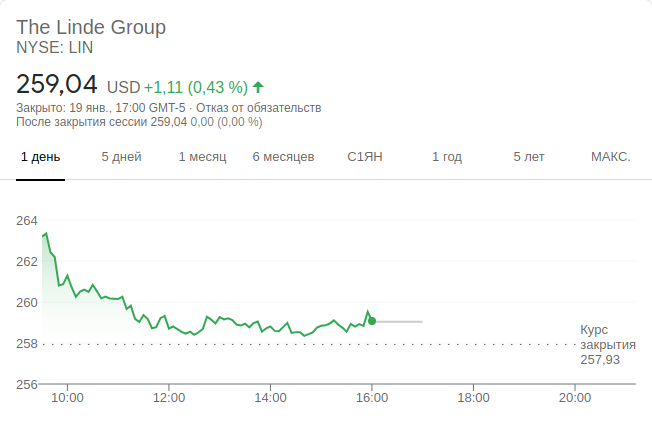 The Linde Group
NYSE: LIN
259,04 USD +1,11 (0,43 %)
Закрыто: 19 янв., 17:00 GMT-5 · Отказ от обязательств
После закрытия сессии 259,04 0,00 (0,00 %)
1 день 5 дней 1 месяц 6 месяцев С1ЯН 1 год 5 лет МАКС.
264
262
260
258
256
Курс
закрытия
257,93
10:00 12:00 14:00 16:00 18:00 20:00